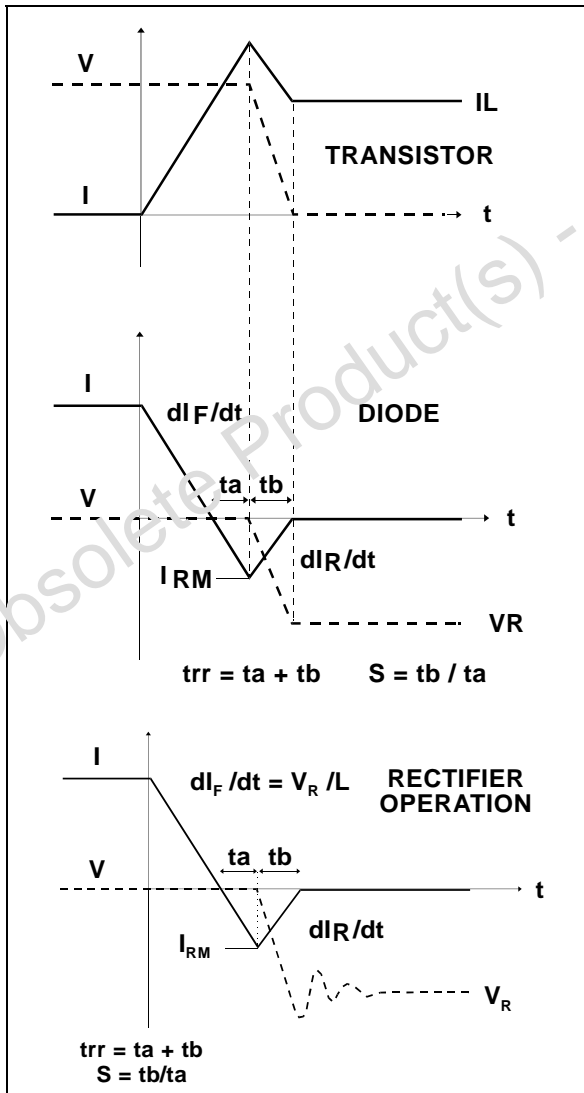 V
IL
TRANSISTOR
I
t
I
dIF/dt
DIODE
ta tb
V
t
IRM
dIR/dt
VR
trr = ta + tb S = tb / ta
I
dIF/dt = VR/L
RECTIFIER
OPERATION
ta tb
V
t
IRM
dIR/dt
VR
trr = ta + tb
S = tb/ta
Obsolete Product(s) -